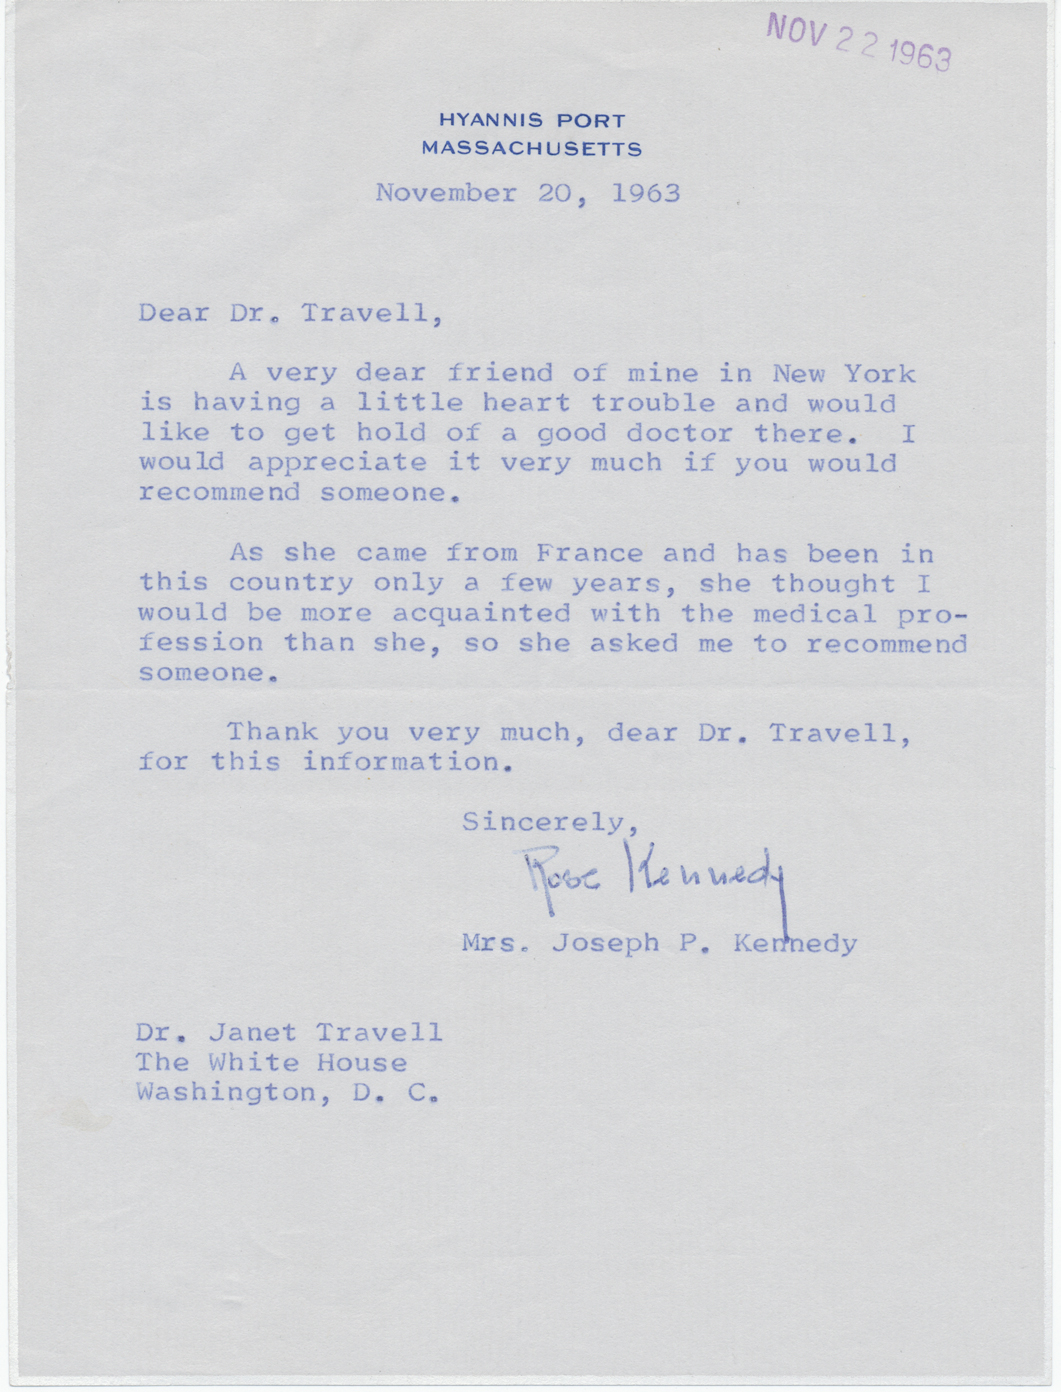 NOV 22 1963
HYANNIS PORT
MASSACHUSETTS
November 20, 1963
Dear Dr. Travell,
A very dear friend of mine in New York
is having a little heart trouble and would
like to get hold of a good doctor there. I
would appreciate it very much if you would
recommend someone.
As she came from France and has been in
this country only a few years, she thought I
would be more acquainted with the medical pro-
fession than she, so she asked me to recommend
someone.
Thank you very much, dear Dr. Travell,
for this information.
Sincerely,
Rose Kennedy
Mrs. Joseph P. Kennedy
Dr. Janet Travell
The White House
Washington, D. C.